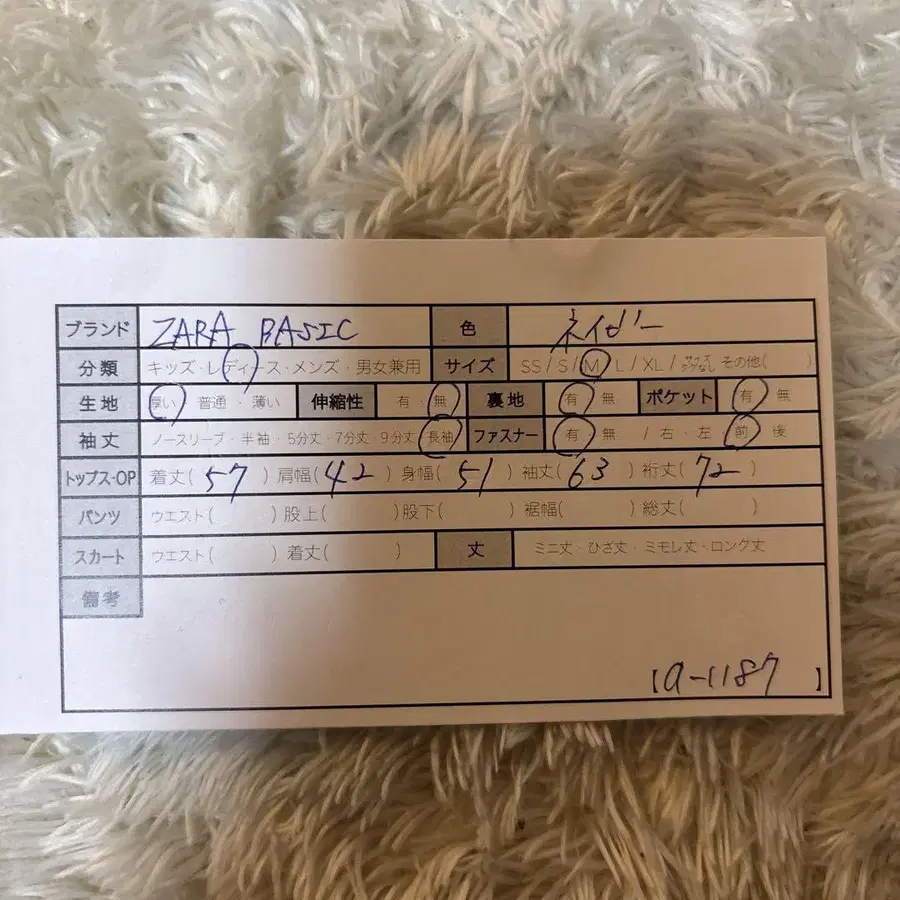 ブランド ZARA BASIC 色 ネイビー
分類 キッズ・レディース・メンズ・男女兼用 サイズ SS / S / M / L / XL / サイズタグなし その他( )
生地 厚い・普通・薄い 伸縮性 有・無 裏地 有・無 ポケット 有・無
袖丈 ノースリーブ・半袖・5分丈・7分丈・9分丈・長袖 ファスナー 有・無 / 右・左・前・後
トップス・OP 着丈( 57 ) 肩幅( 42 ) 身幅( 51 ) 袖丈( 63 ) 裄丈( 72 )
パンツ ウエスト( ) 股上( ) 股下( ) 裾幅( ) 総丈( )
スカート ウエスト( ) 着丈( ) 丈 ミニ丈・ひざ丈・ミモレ丈・ロング丈
備考
【a-1187】